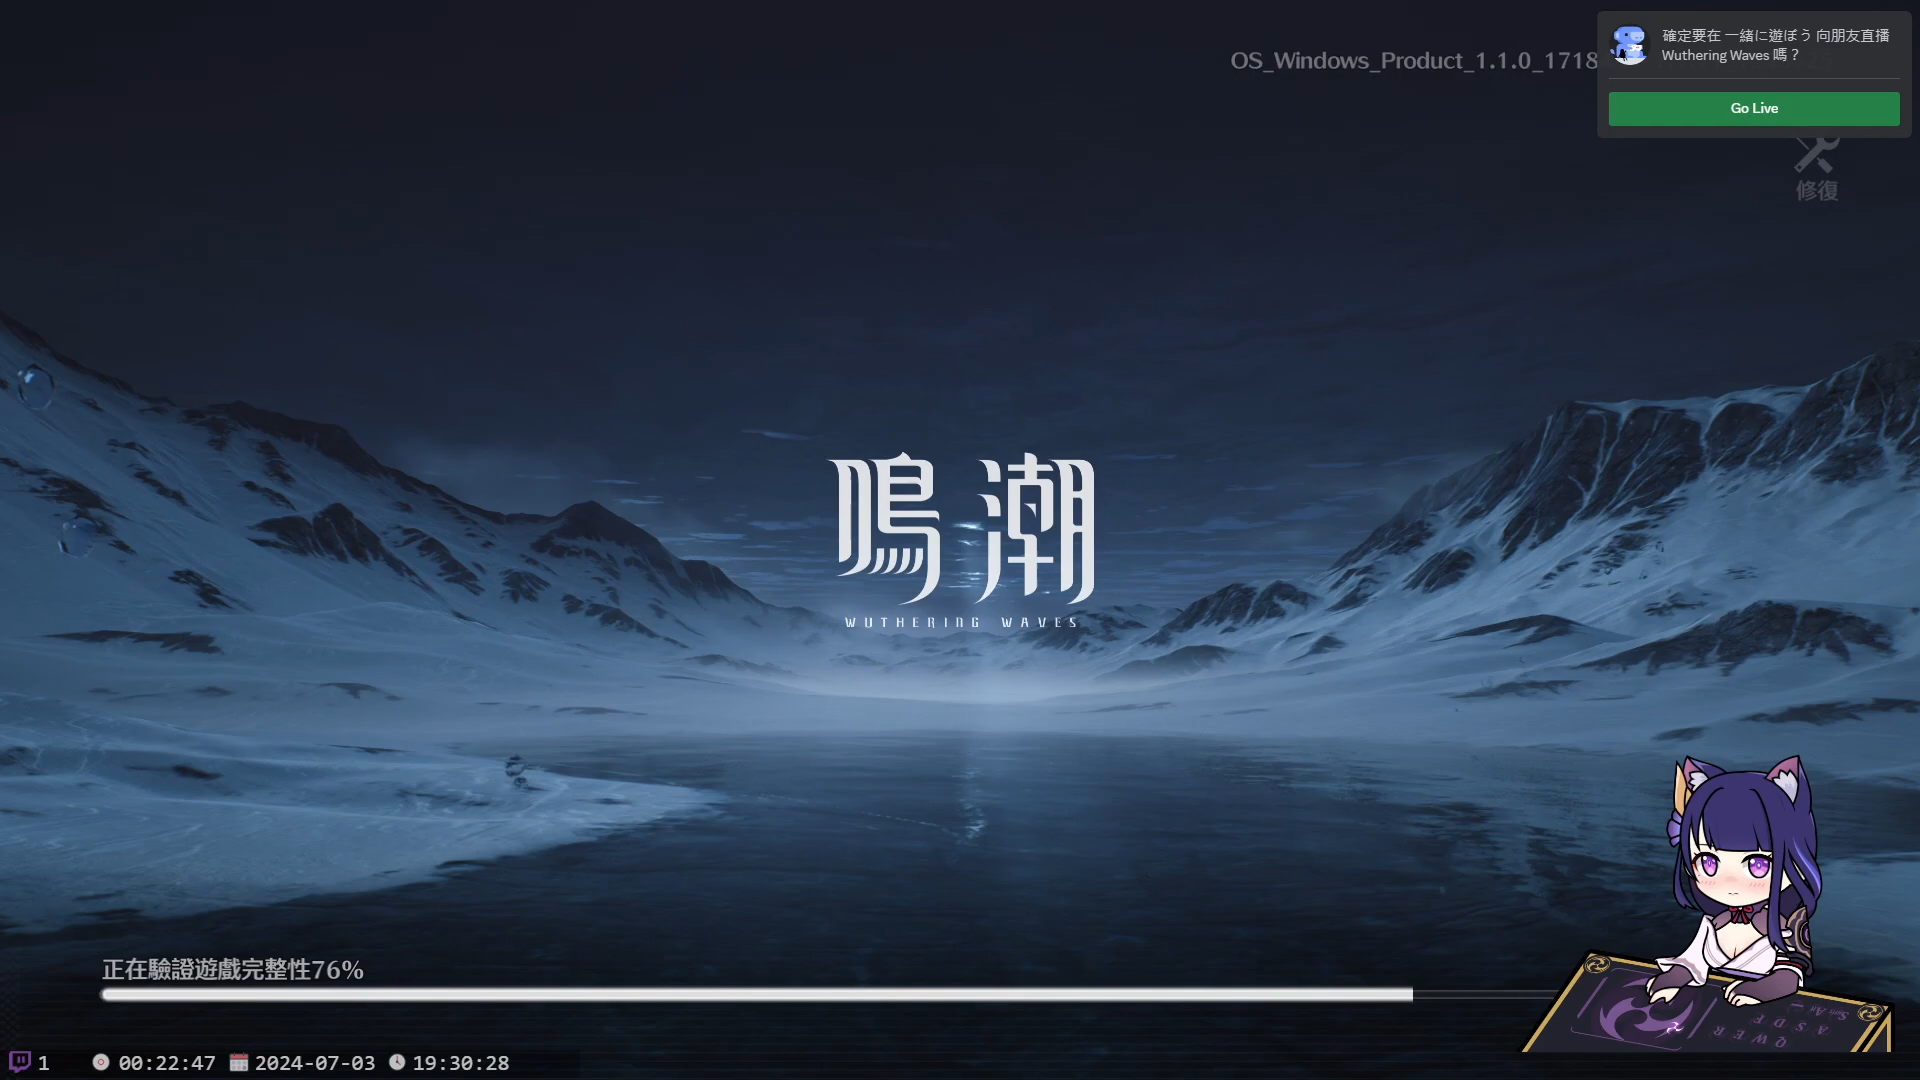 確定要在 一緒に遊ぼう 向朋友直播
Wuthering Waves 嗎？
OS_Windows_Product_1.1.0_1718
Go Live
修復
鳴潮
WUTHERING WAVES
正在驗證遊戲完整性76%
Q W E R
A S D F
1 00:22:47 2024-07-03 19:30:28